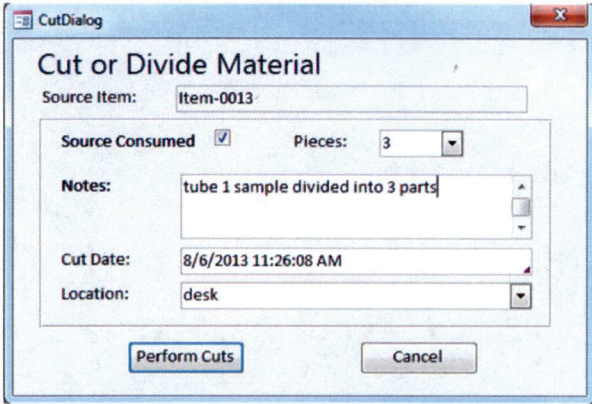 CutDialog
Cut or Divide Material
Source Item: Item-0013
Source Consumed Pieces: 3
Notes: tube 1 sample divided into 3 parts
Cut Date: 8/6/2013 11:26:08 AM
Location: desk
Perform Cuts Cancel